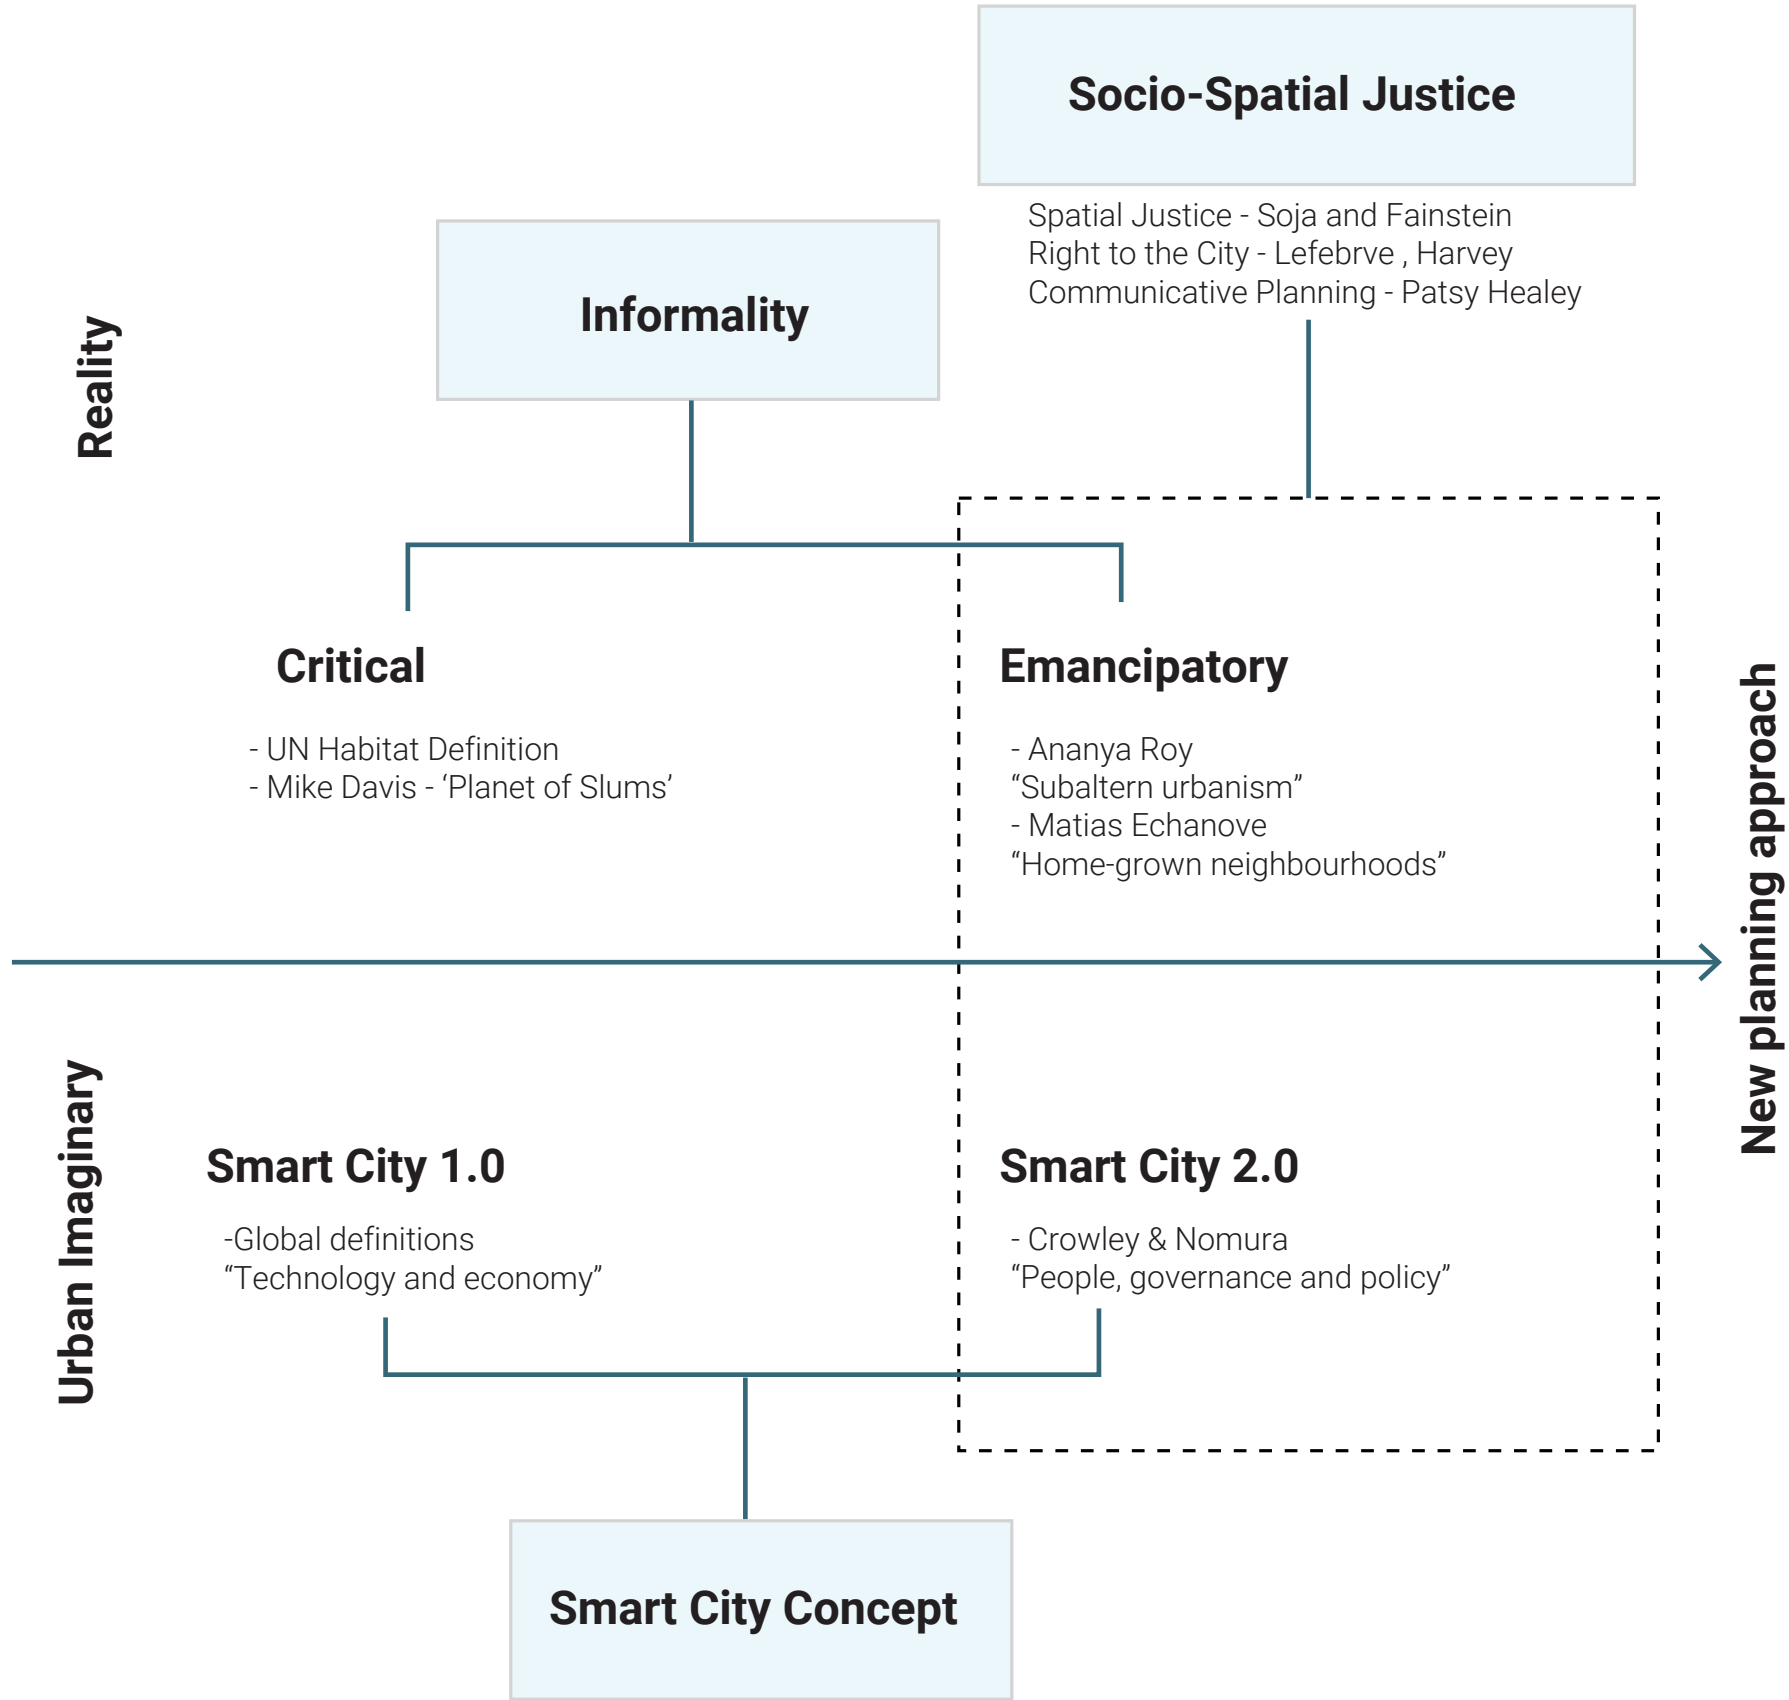 Socio-Spatial Justice
Spatial Justice - Soja and Fainstein
Right to the City - Lefebrve , Harvey
Communicative Planning - Patsy Healey
Informality
Reality
Critical
- UN Habitat Definition
- Mike Davis - ‘Planet of Slums’
Emancipatory
- Ananya Roy
“Subaltern urbanism”
- Matias Echanove
“Home-grown neighbourhoods”
New planning approach
Urban Imaginary
Smart City 1.0
-Global definitions
“Technology and economy”
Smart City 2.0
- Crowley & Nomura
“People, governance and policy”
Smart City Concept